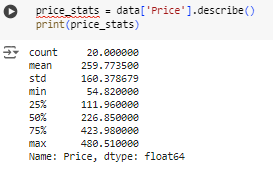 price_stats = data['Price'].describe()
print(price_stats)
count 20.000000
mean 259.773500
std 160.378679
min 54.820000
25% 111.960000
50% 226.850000
75% 423.980000
max 480.510000
Name: Price, dtype: float64